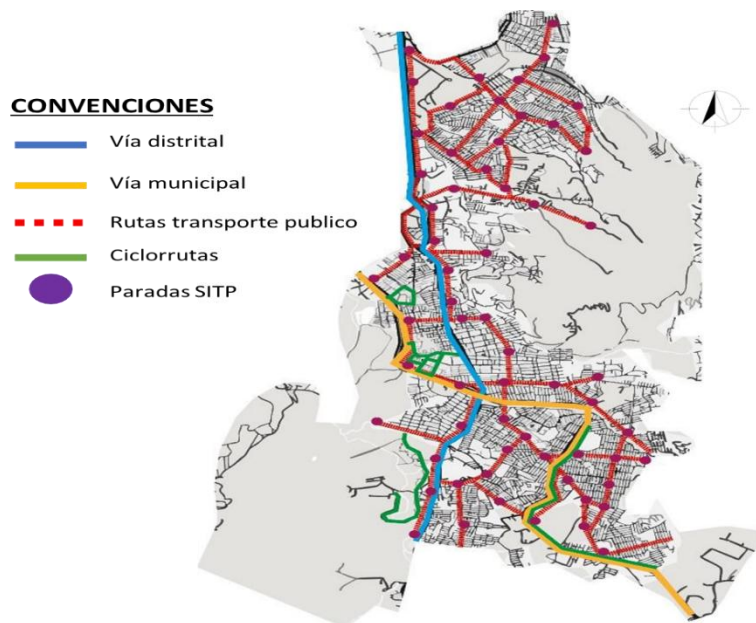 CONVENCIONES
Vía distrital
Vía municipal
Rutas transporte publico
Ciclorrutas
Paradas SITP